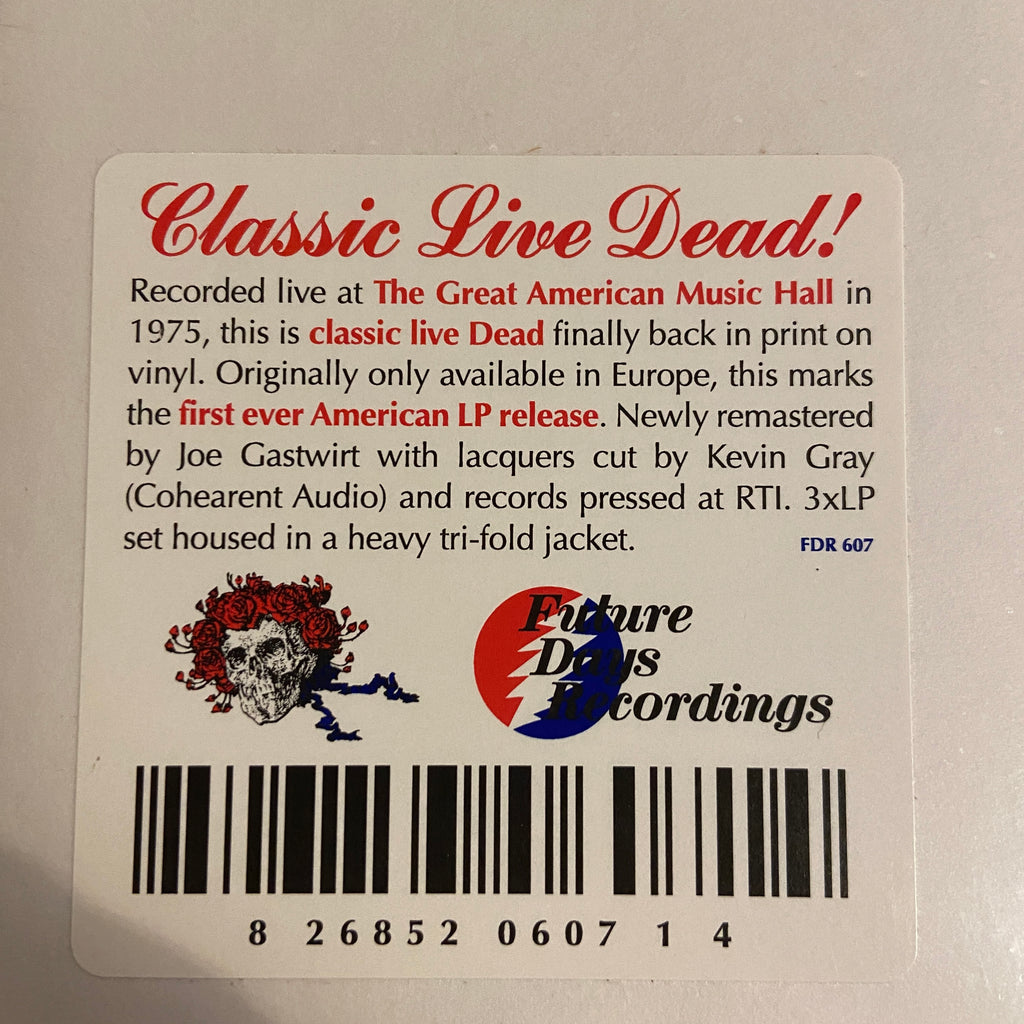 Classic Live Dead!
Recorded live at The Great American Music Hall in
1975, this is classic live Dead finally back in print on
vinyl. Originally only available in Europe, this marks
the first ever American LP release. Newly remastered
by Joe Gastwirt with lacquers cut by Kevin Gray
(Cohearent Audio) and records pressed at RTI. 3xLP
set housed in a heavy tri-fold jacket.
FDR 607
Future
Days
Recordings
8 26852 0607 1 4